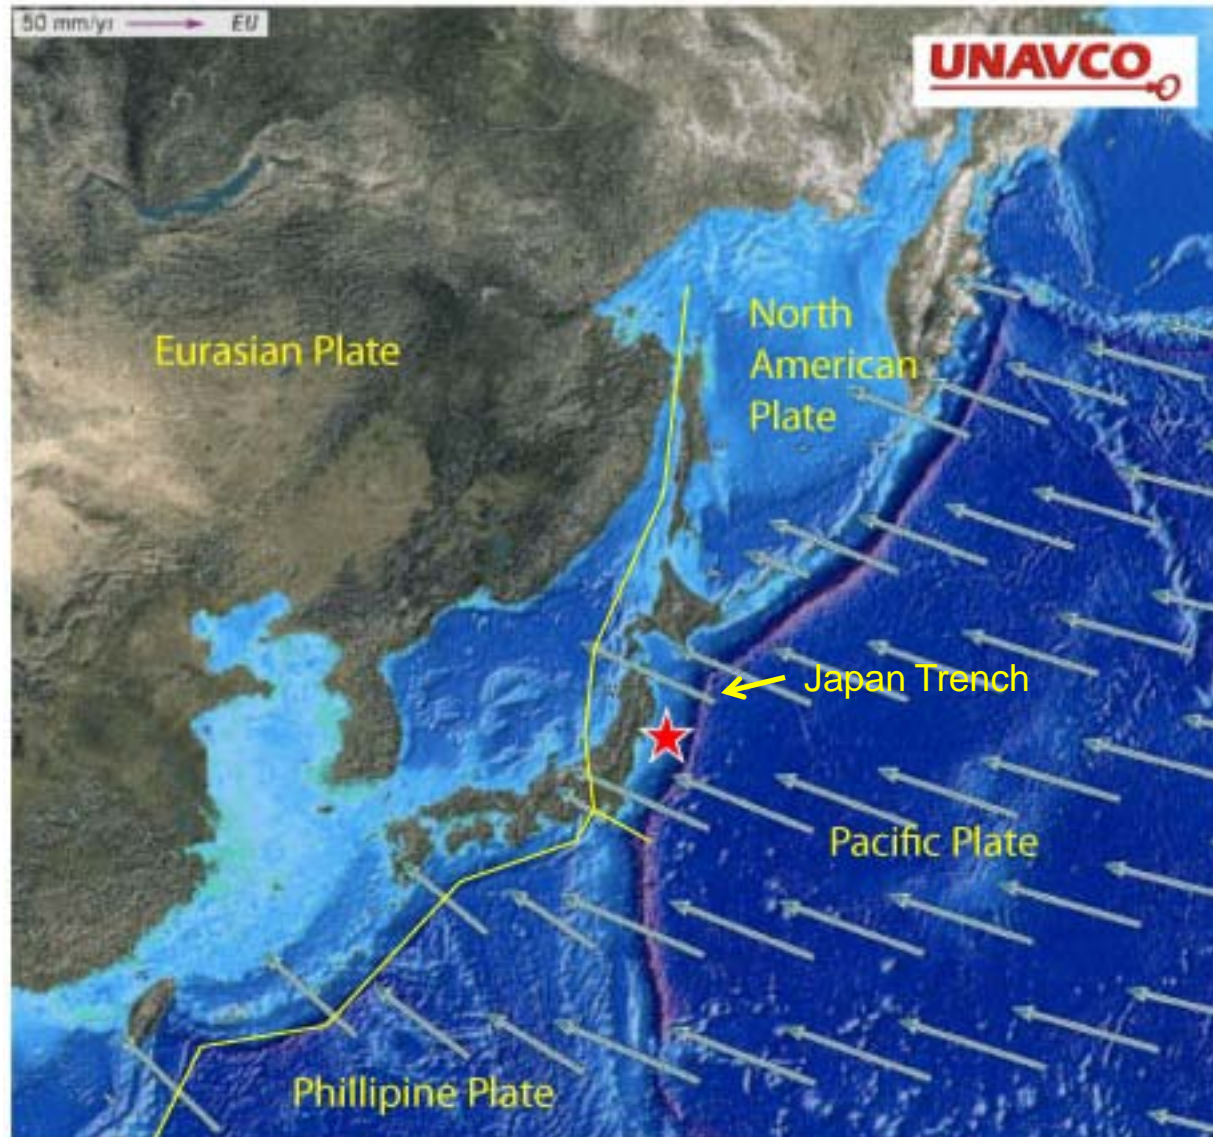 50 mm/yr EU
UNAVCO
Eurasian Plate
North
American
Plate
Japan Trench
Pacific Plate
Phillipine Plate